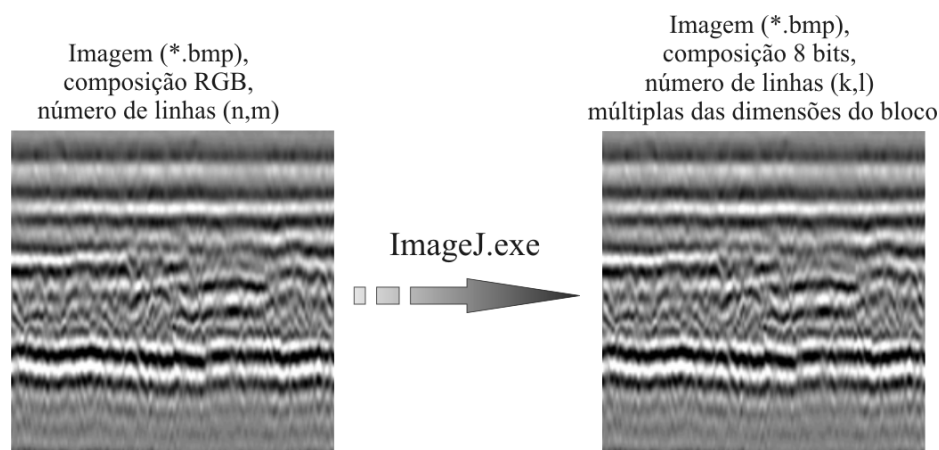 Imagem (*.bmp),
composição RGB,
número de linhas (n,m)
Imagem (*.bmp),
composição 8 bits,
número de linhas (k,l)
múltiplas das dimensões do bloco
ImageJ.exe